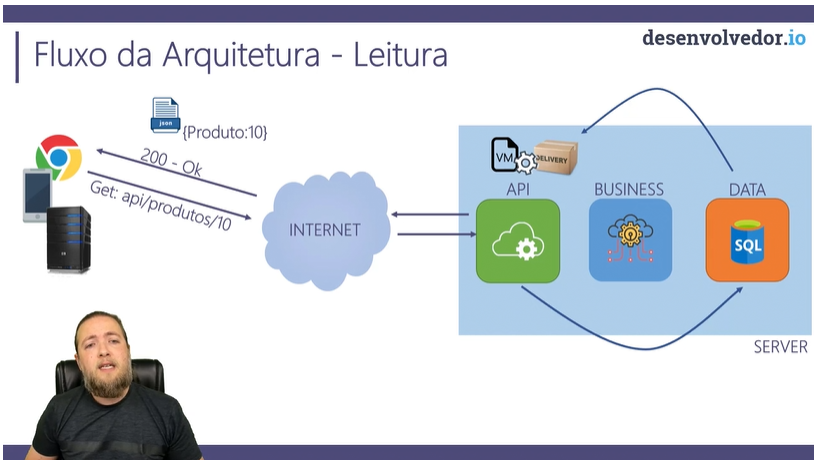 desenvolvedor.io
Fluxo da Arquitetura - Leitura
json
{Produto:10}
200 - Ok
Get: api/produtos/10
INTERNET
VM
DELIVERY
API
BUSINESS
DATA
SQL
SERVER